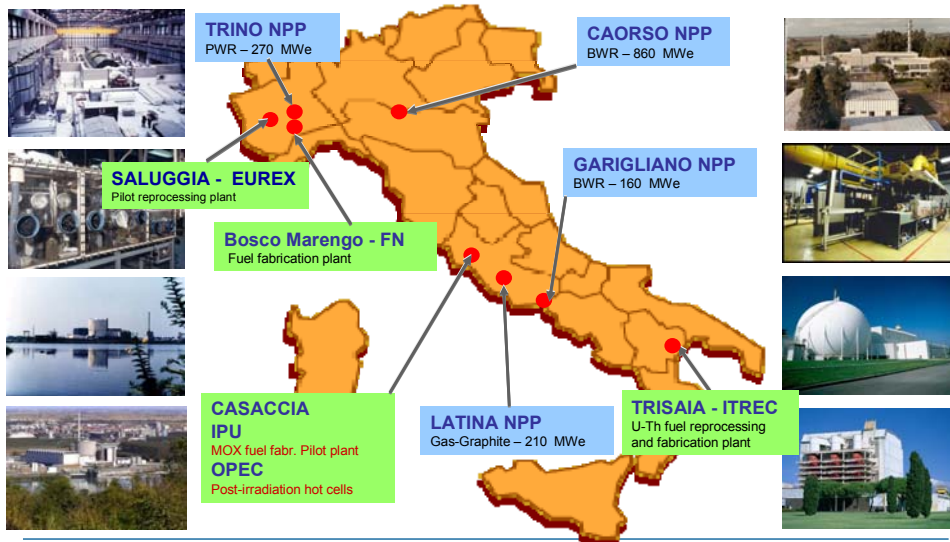 TRINO NPP
PWR – 270 MWe
CAORSO NPP
BWR – 860 MWe
SALUGGIA - EUREX
Pilot reprocessing plant
GARIGLIANO NPP
BWR – 160 MWe
Bosco Marengo - FN
Fuel fabrication plant
CASACCIA
IPU
MOX fuel fabr. Pilot plant
OPEC
Post-irradiation hot cells
LATINA NPP
Gas-Graphite – 210 MWe
TRISAIA - ITREC
U-Th fuel reprocessing
and fabrication plant